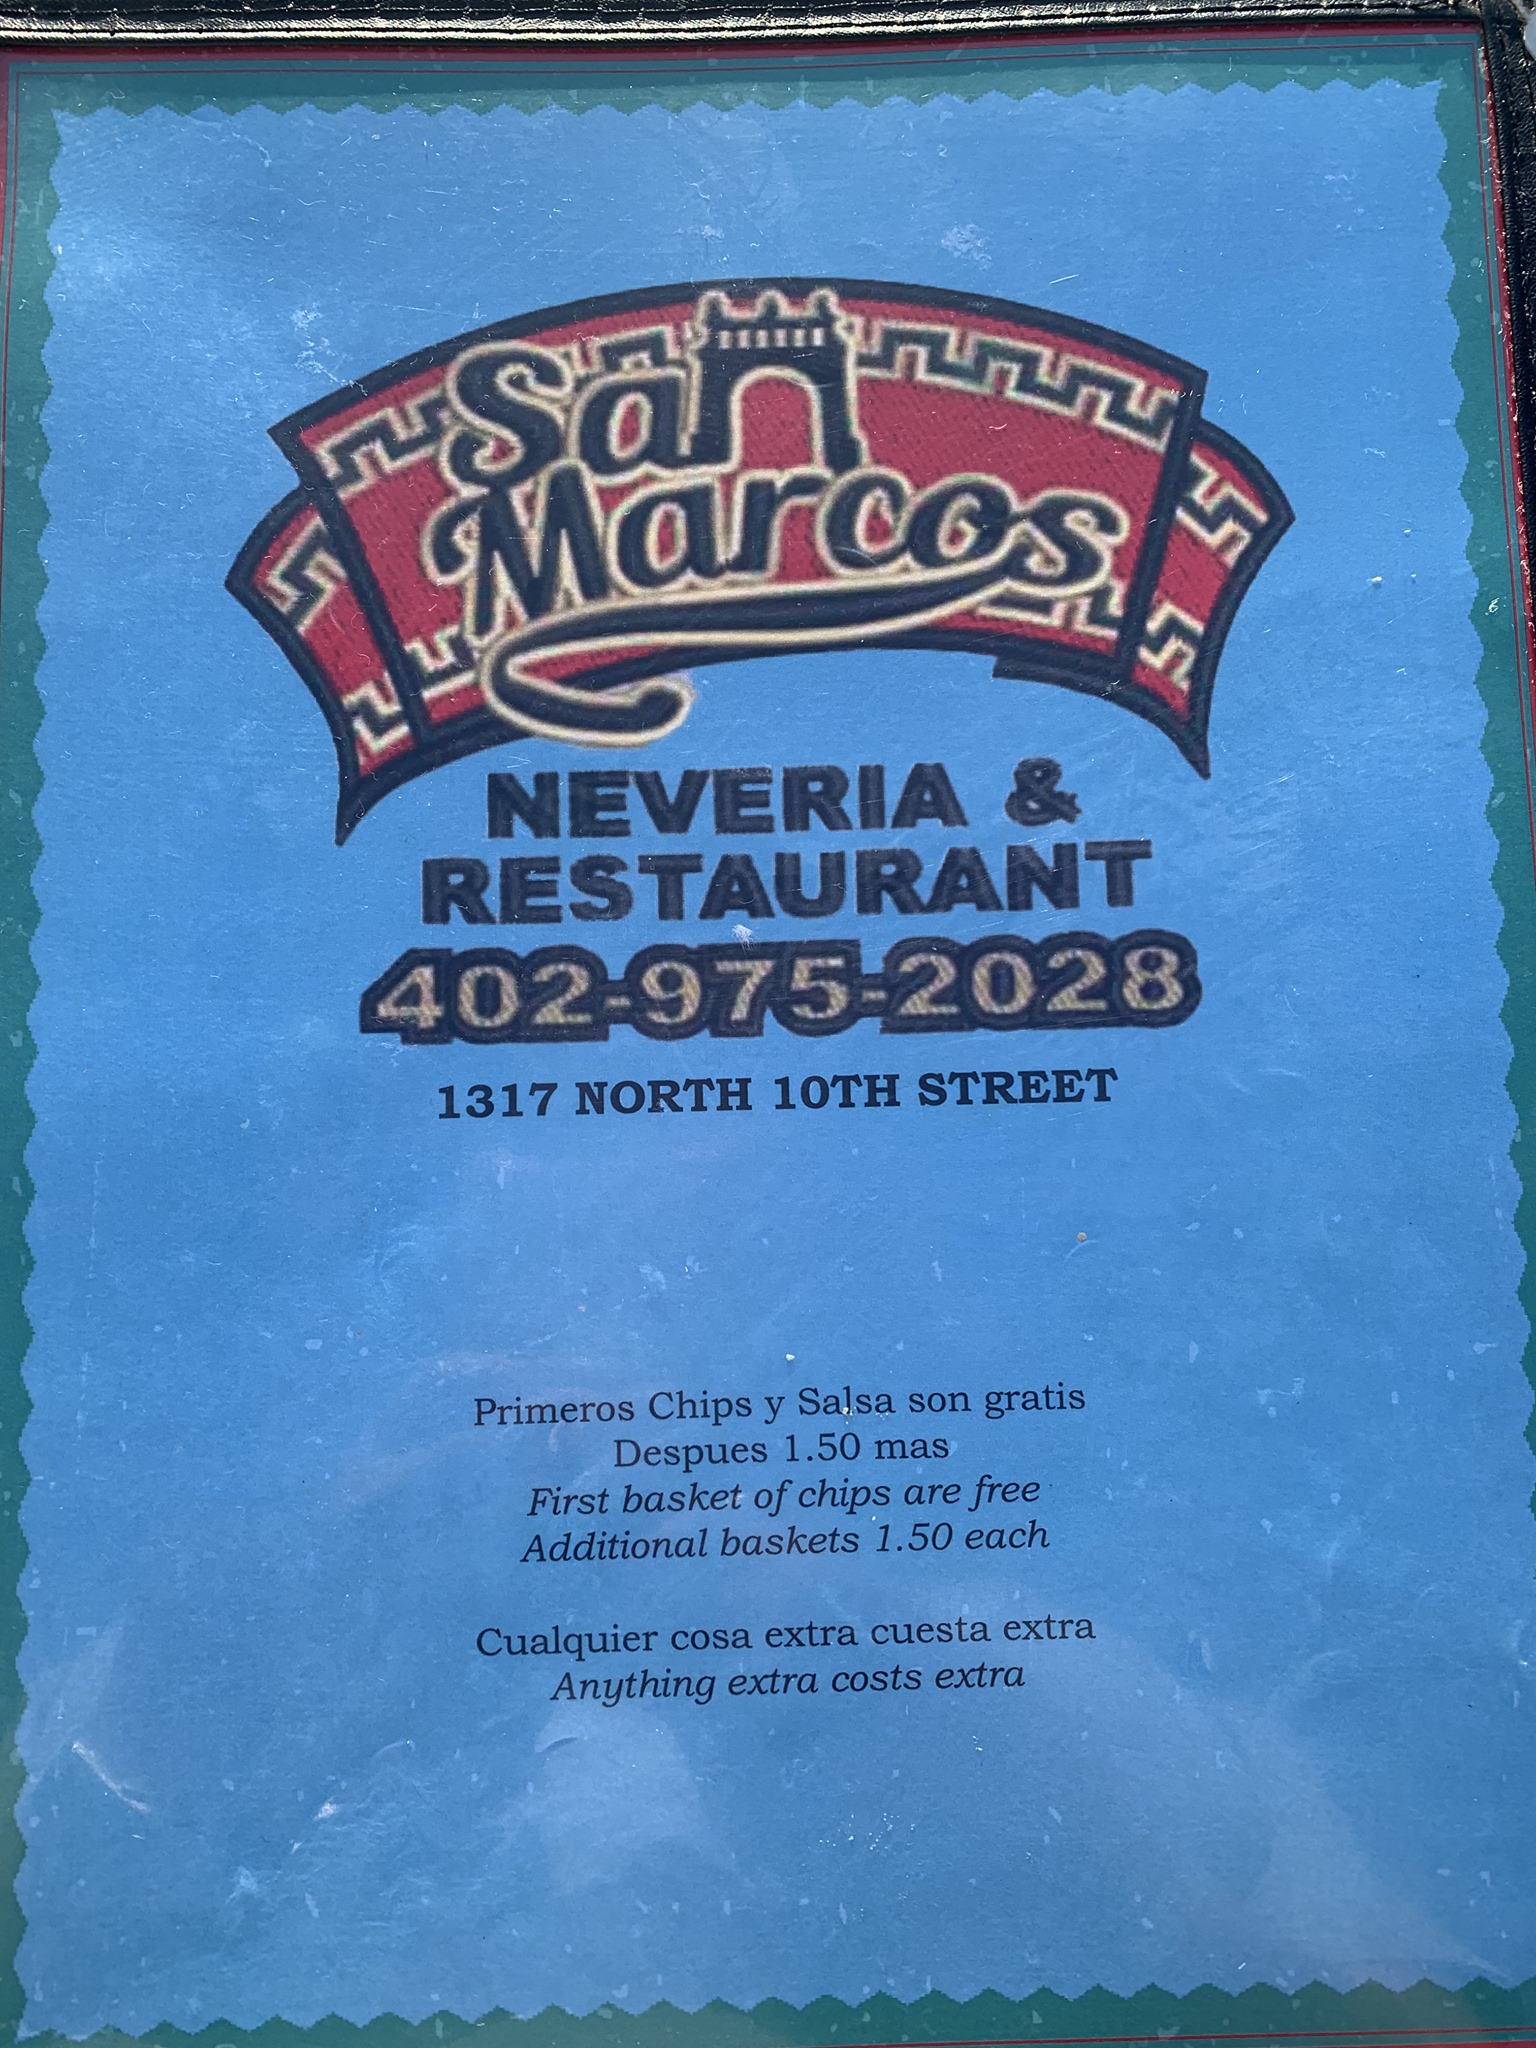 San
Marcos
NEVERIA &
RESTAURANT
402-975-2028
1317 NORTH 10TH STREET
Primeros Chips y Salsa son gratis
Despues 1.50 mas
First basket of chips are free
Additional baskets 1.50 each
Cualquier cosa extra cuesta extra
Anything extra costs extra